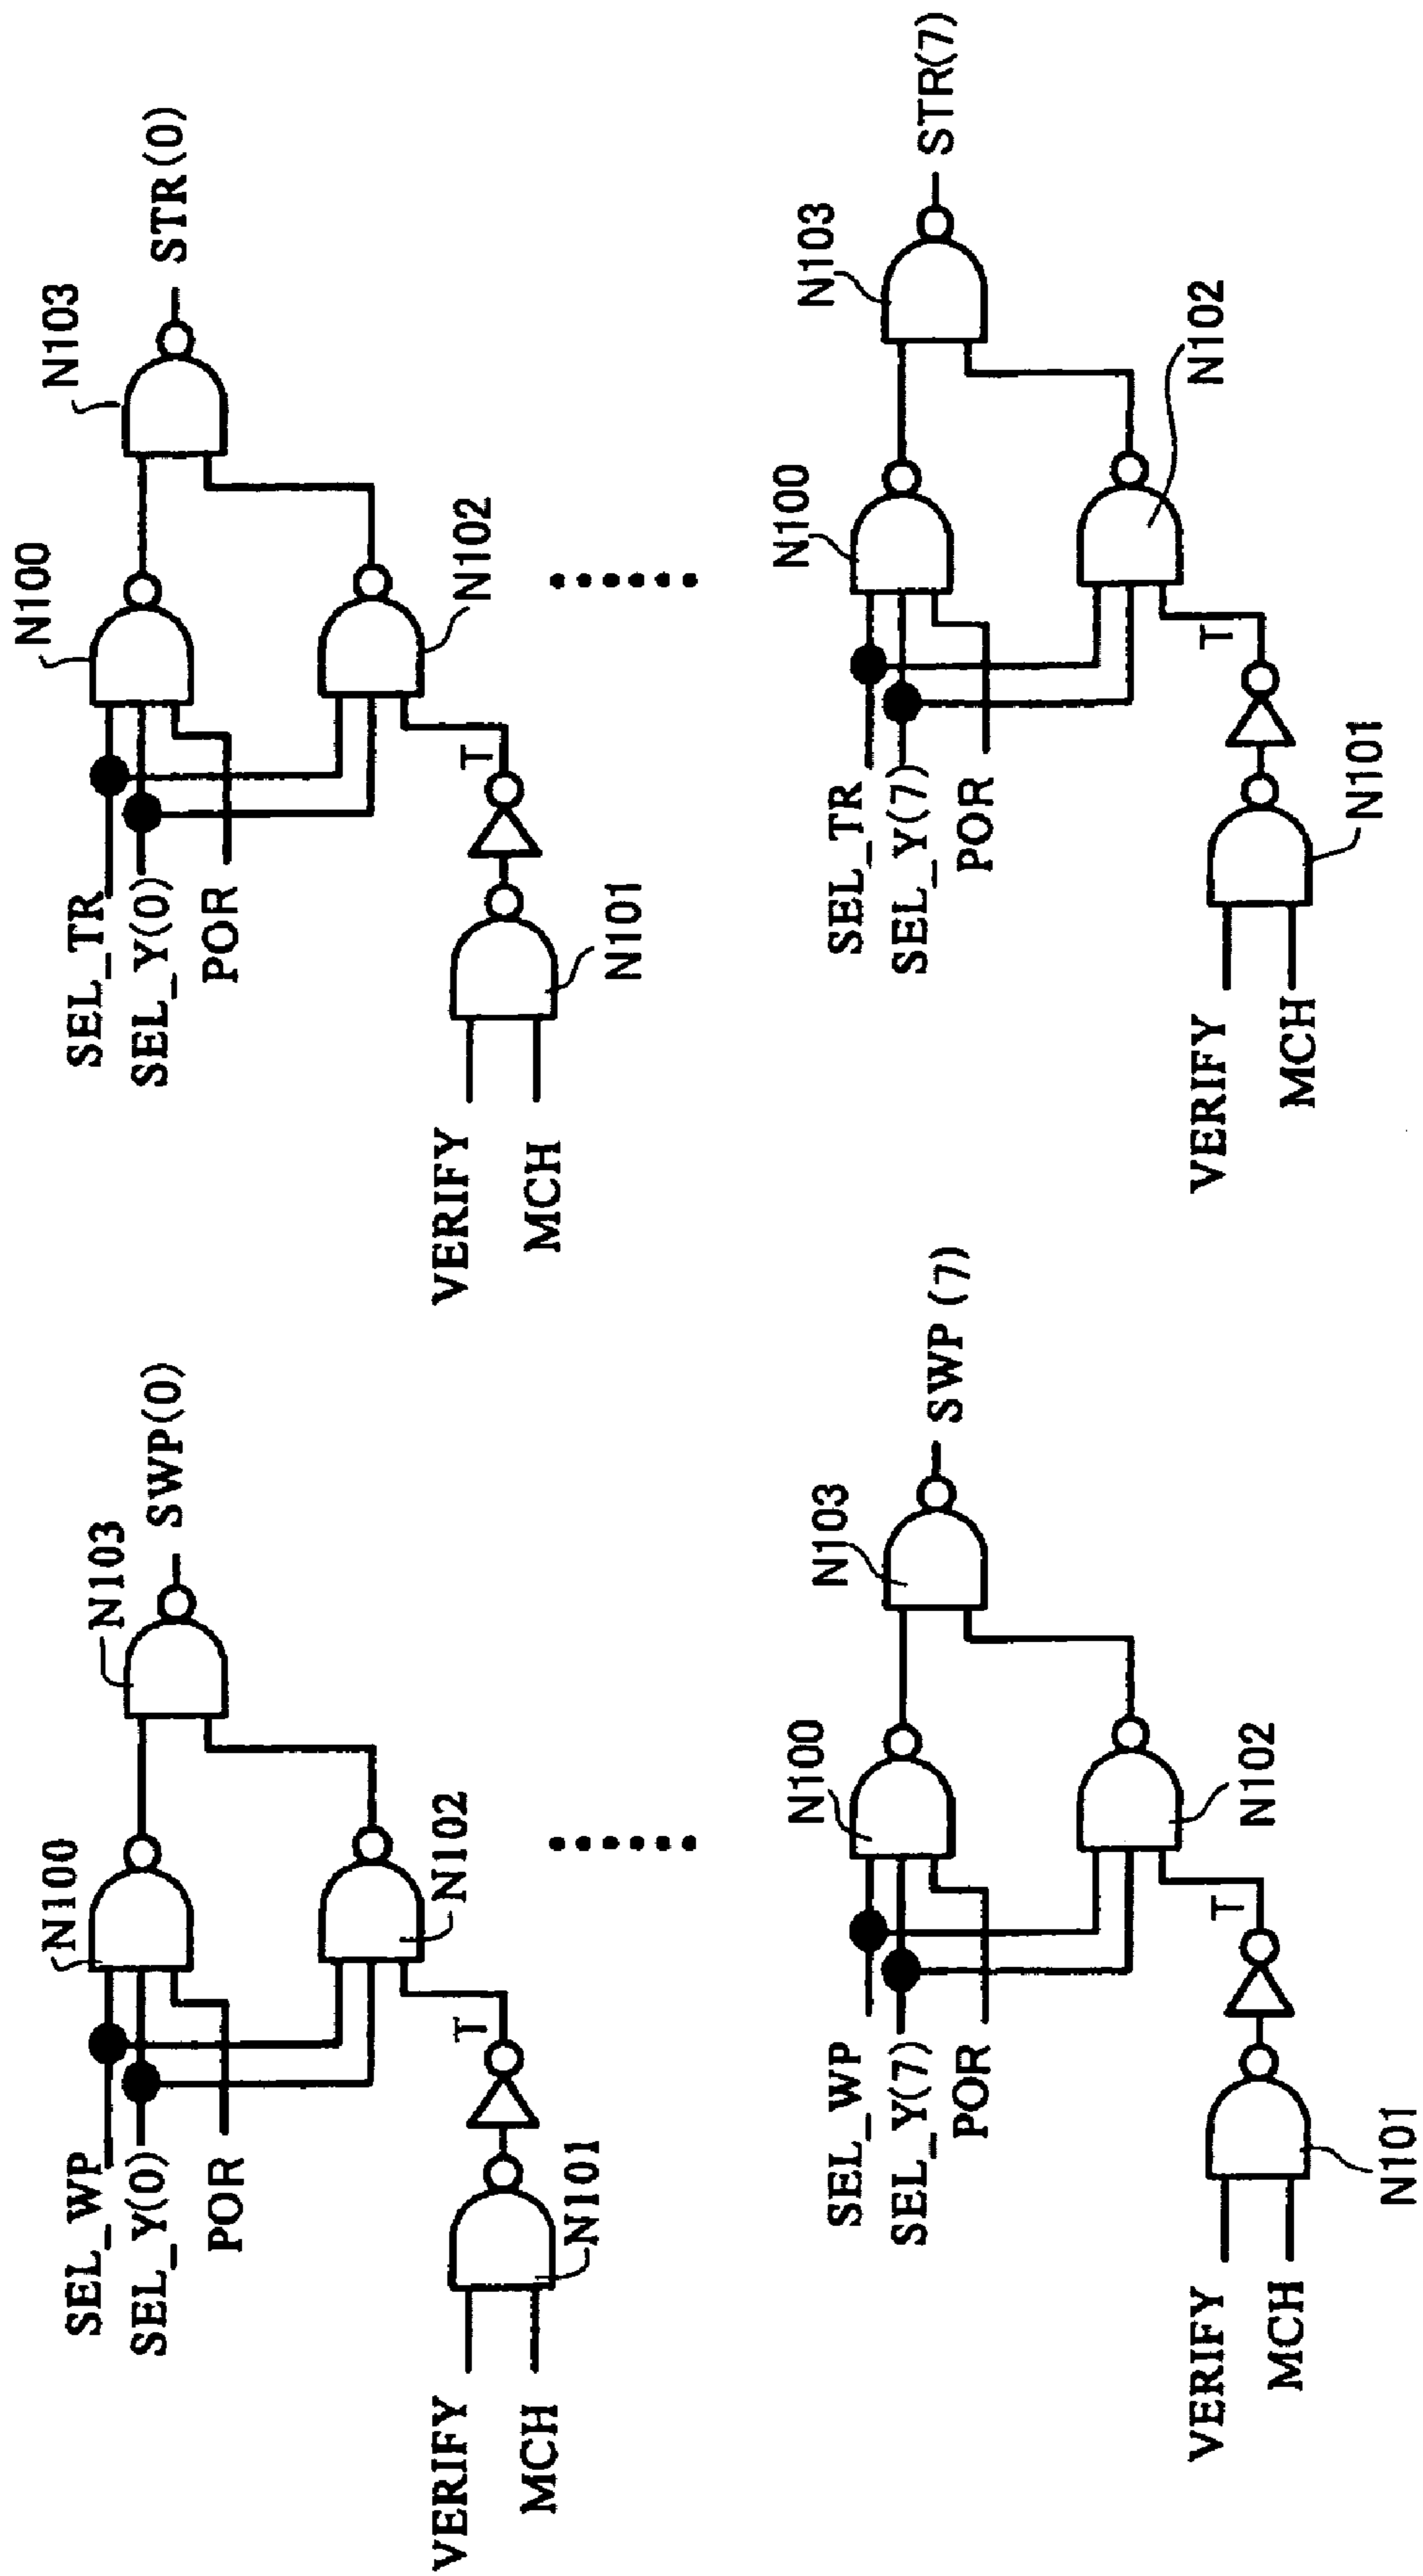 SEL_WP
SEL_Y(0)
POR
N100
N103
SWP(0)
N102
T
VERIFY
MCH
N101
SEL_TR
SEL_Y(0)
POR
N100
N103
STR(0)
N102
T
VERIFY
MCH
N101
SEL_WP
SEL_Y(7)
POR
N100
N103
SWP (7)
N102
T
VERIFY
MCH
N101
SEL_TR
SEL_Y(7)
POR
N100
N103
STR(7)
N102
T
VERIFY
MCH
N101